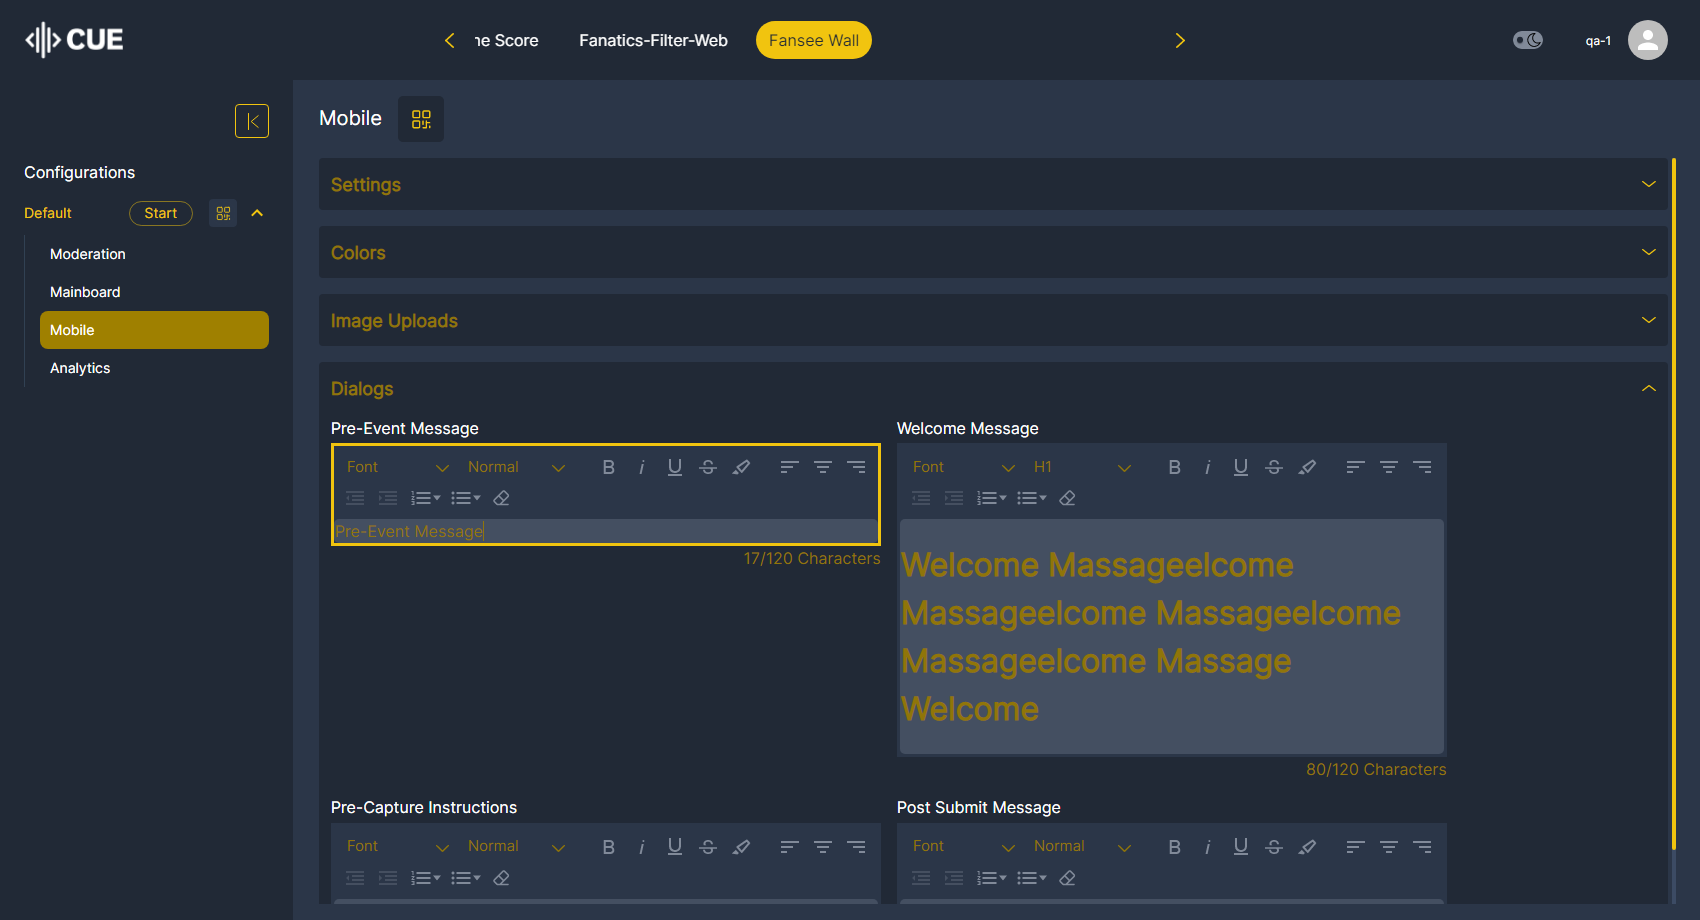 CUE
ne Score
Fanatics-Filter-Web
Fansee Wall
qa-1
Configurations
Default
Start
Moderation
Mainboard
Mobile
Analytics
Mobile
Settings
Colors
Image Uploads
Dialogs
Pre-Event Message
Font
Normal
Pre-Event Message
17/120 Characters
Welcome Message
Font
H1
Welcome Massageelcome
Massageelcome Massageelcome
Massageelcome Massage
Welcome
80/120 Characters
Pre-Capture Instructions
Font
Normal
Post Submit Message
Font
Normal